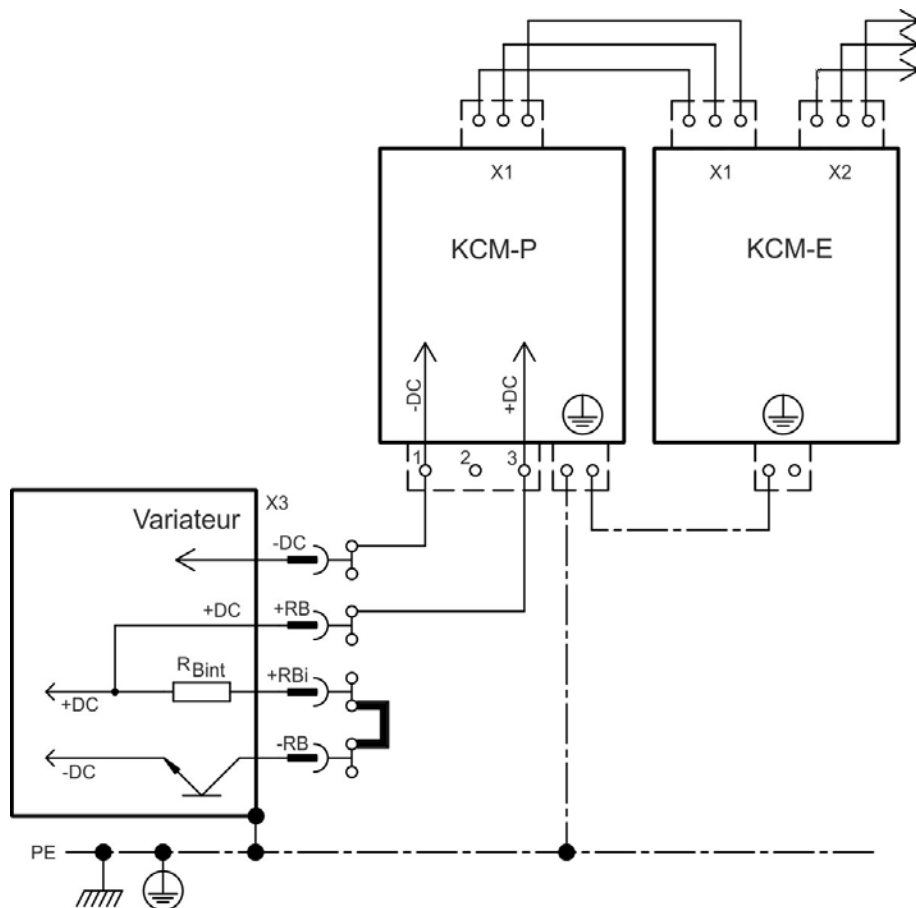 X1
X1 X2
KCM-P
KCM-E
-DC
+DC
1 2 3
Variateur
X3
-DC
+DC
+RB
RBint
+RBi
+DC
-RB
-DC
PE